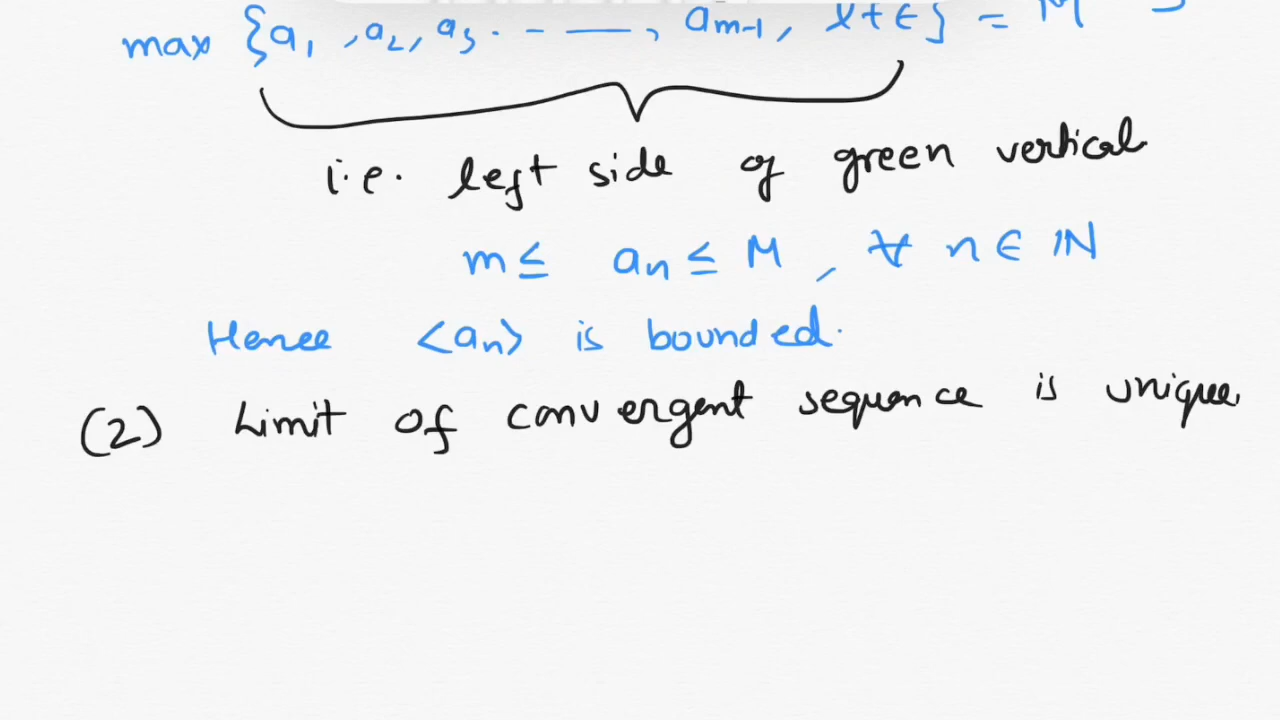 max {a₁, a₂, a₃. - —, aₘ₋₁, l+ε} = M
i.e. left side of green vertical
m ≤ aₙ ≤ M, ∀ n ∈ ℕ
Hence <aₙ> is bounded.
(2) Limit of convergent sequence is unique.